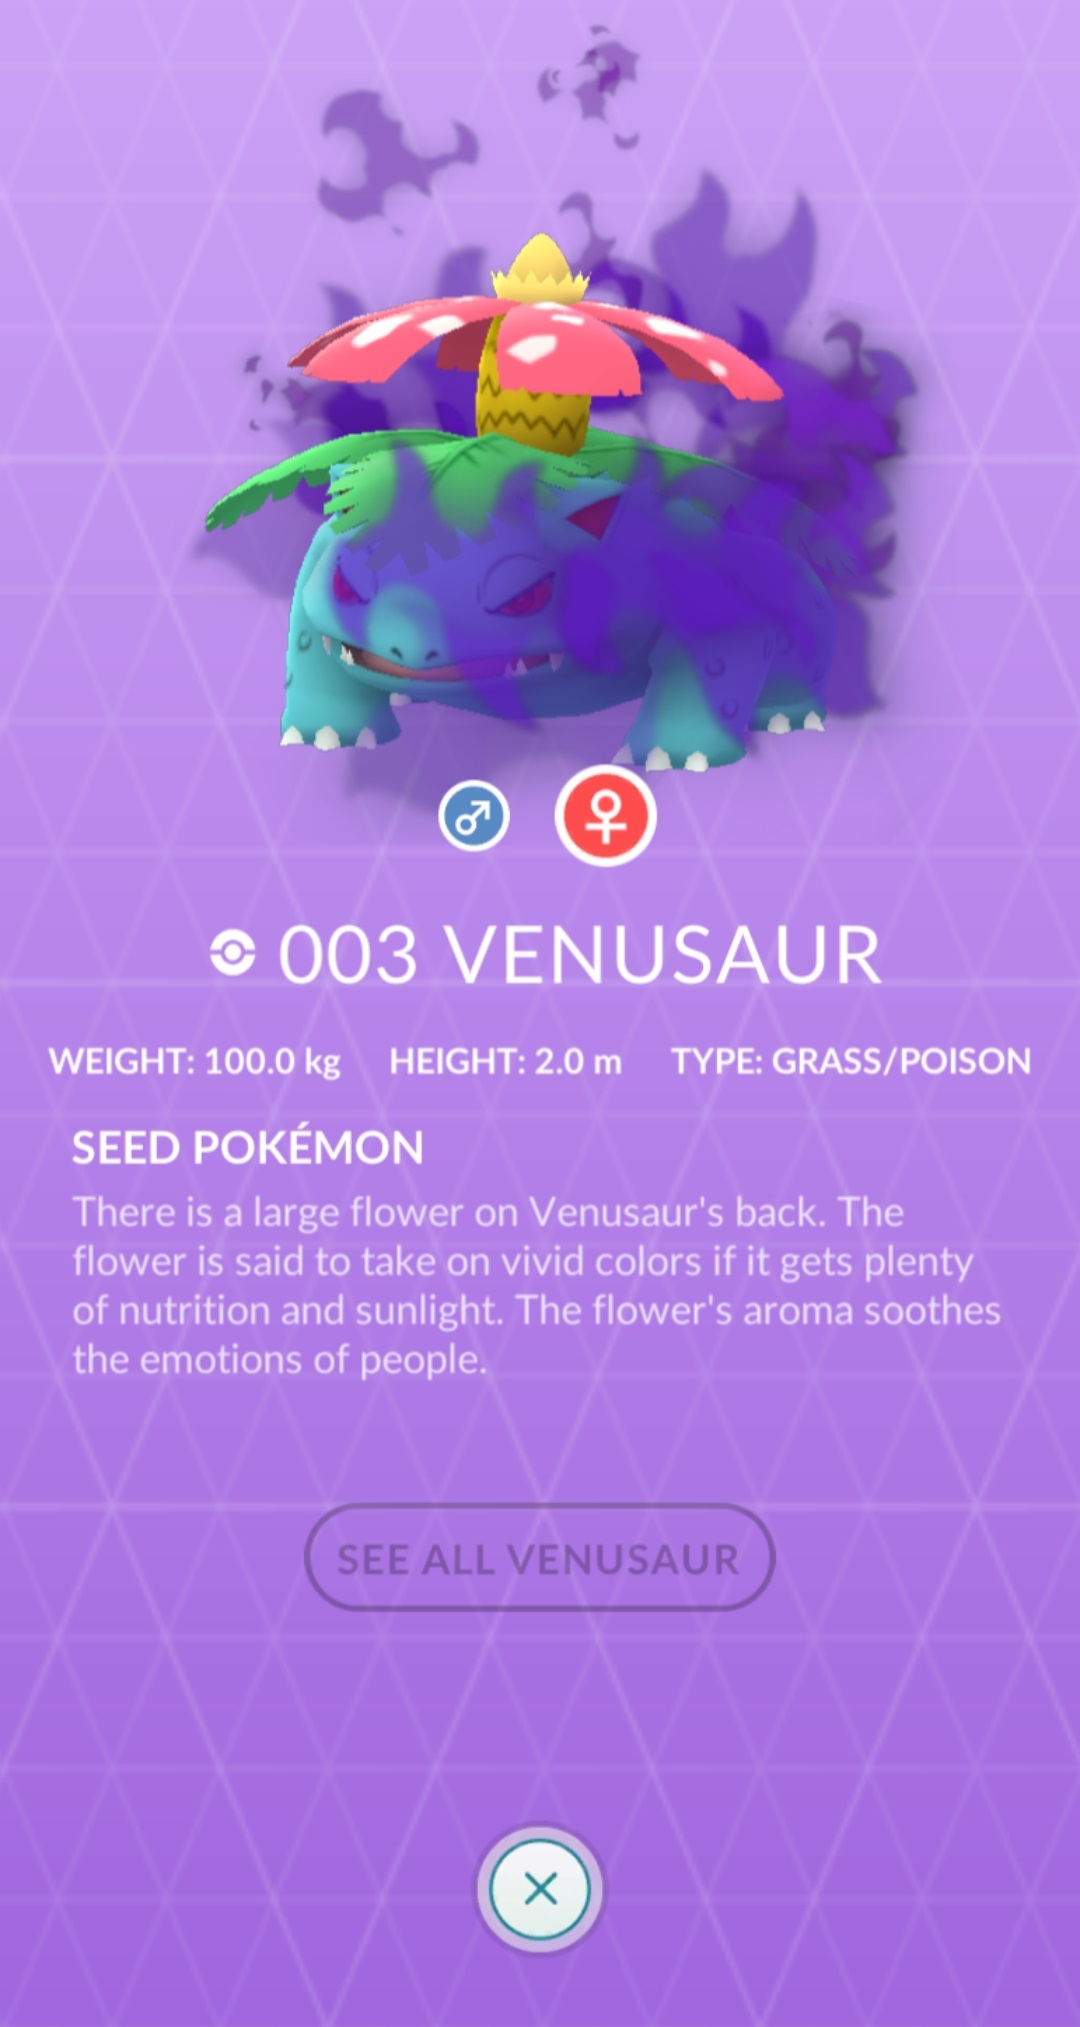 003 VENUSAUR
WEIGHT: 100.0 kg HEIGHT: 2.0 m TYPE: GRASS/POISON
SEED POKÉMON
There is a large flower on Venusaur's back. The
flower is said to take on vivid colors if it gets plenty
of nutrition and sunlight. The flower's aroma soothes
the emotions of people.
SEE ALL VENUSAUR